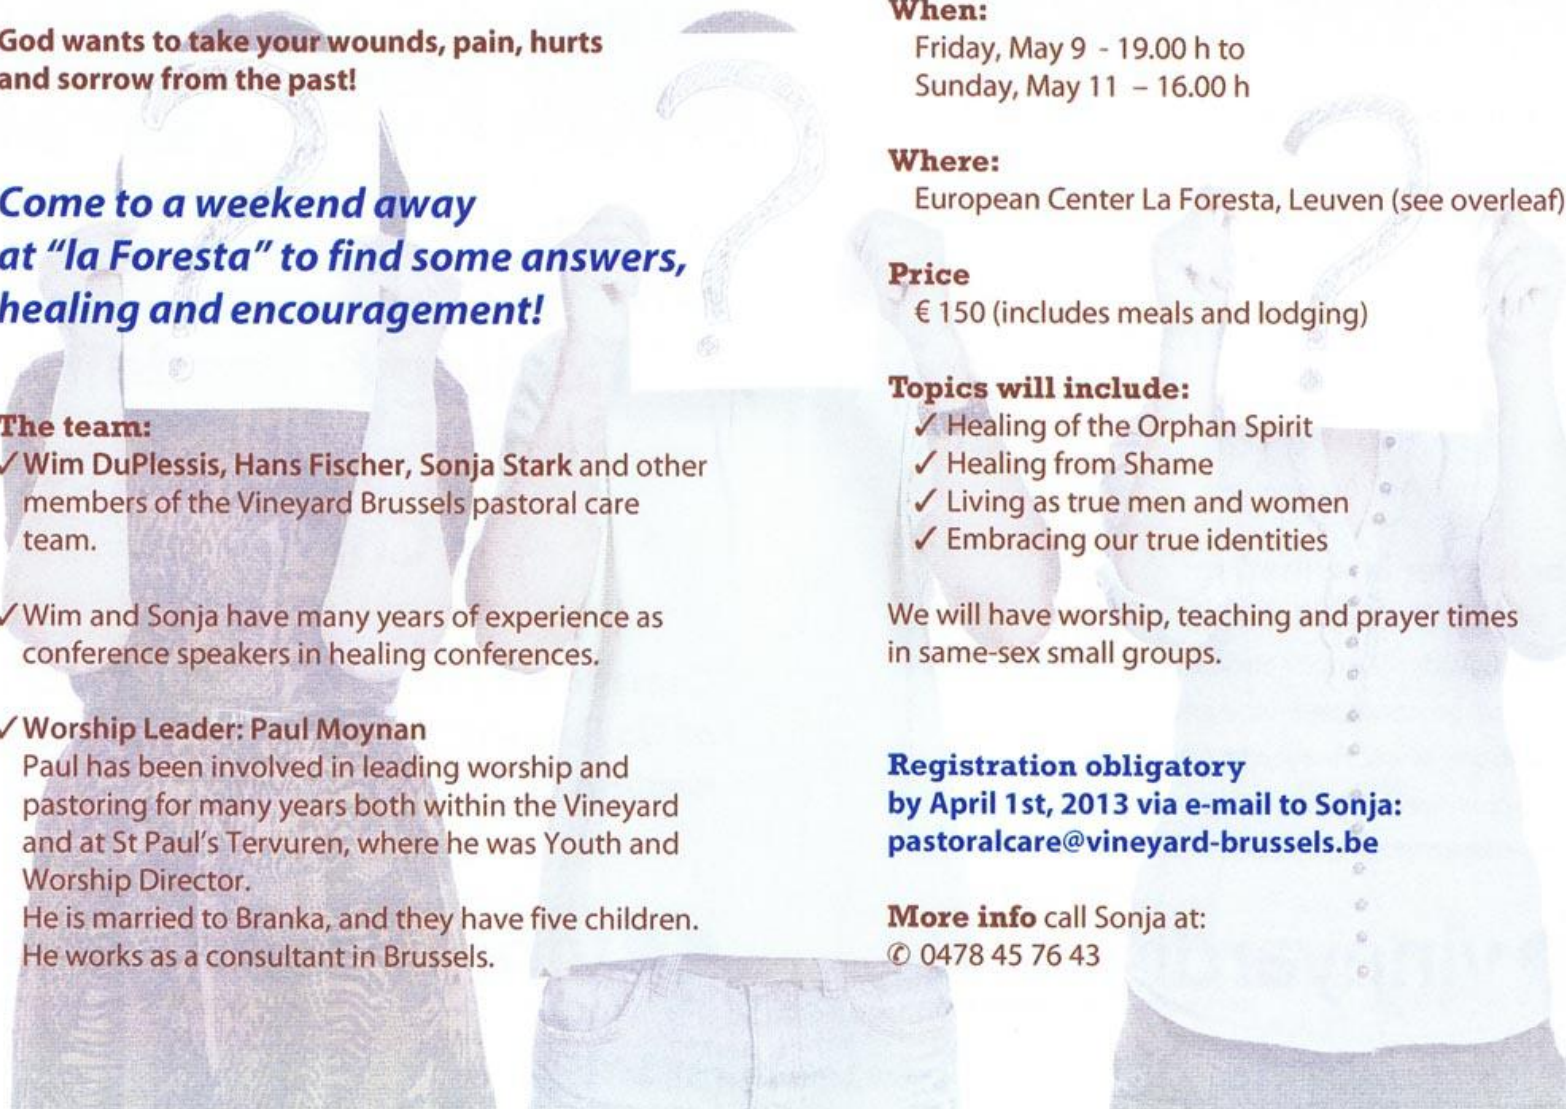 God wants to take your wounds, pain, hurts
and sorrow from the past!
Come to a weekend away
at “la Foresta” to find some answers,
healing and encouragement!
The team:
✓ Wim DuPlessis, Hans Fischer, Sonja Stark and other
members of the Vineyard Brussels pastoral care
team.
✓ Wim and Sonja have many years of experience as
conference speakers in healing conferences.
✓ Worship Leader: Paul Moynan
Paul has been involved in leading worship and
pastoring for many years both within the Vineyard
and at St Paul’s Tervuren, where he was Youth and
Worship Director.
He is married to Branka, and they have five children.
He works as a consultant in Brussels.
When:
Friday, May 9 - 19.00 h to
Sunday, May 11 – 16.00 h
Where:
European Center La Foresta, Leuven (see overleaf)
Price
€ 150 (includes meals and lodging)
Topics will include:
✓ Healing of the Orphan Spirit
✓ Healing from Shame
✓ Living as true men and women
✓ Embracing our true identities
We will have worship, teaching and prayer times
in same-sex small groups.
Registration obligatory
by April 1st, 2013 via e-mail to Sonja:
pastoralcare@vineyard-brussels.be
More info call Sonja at:
✆ 0478 45 76 43